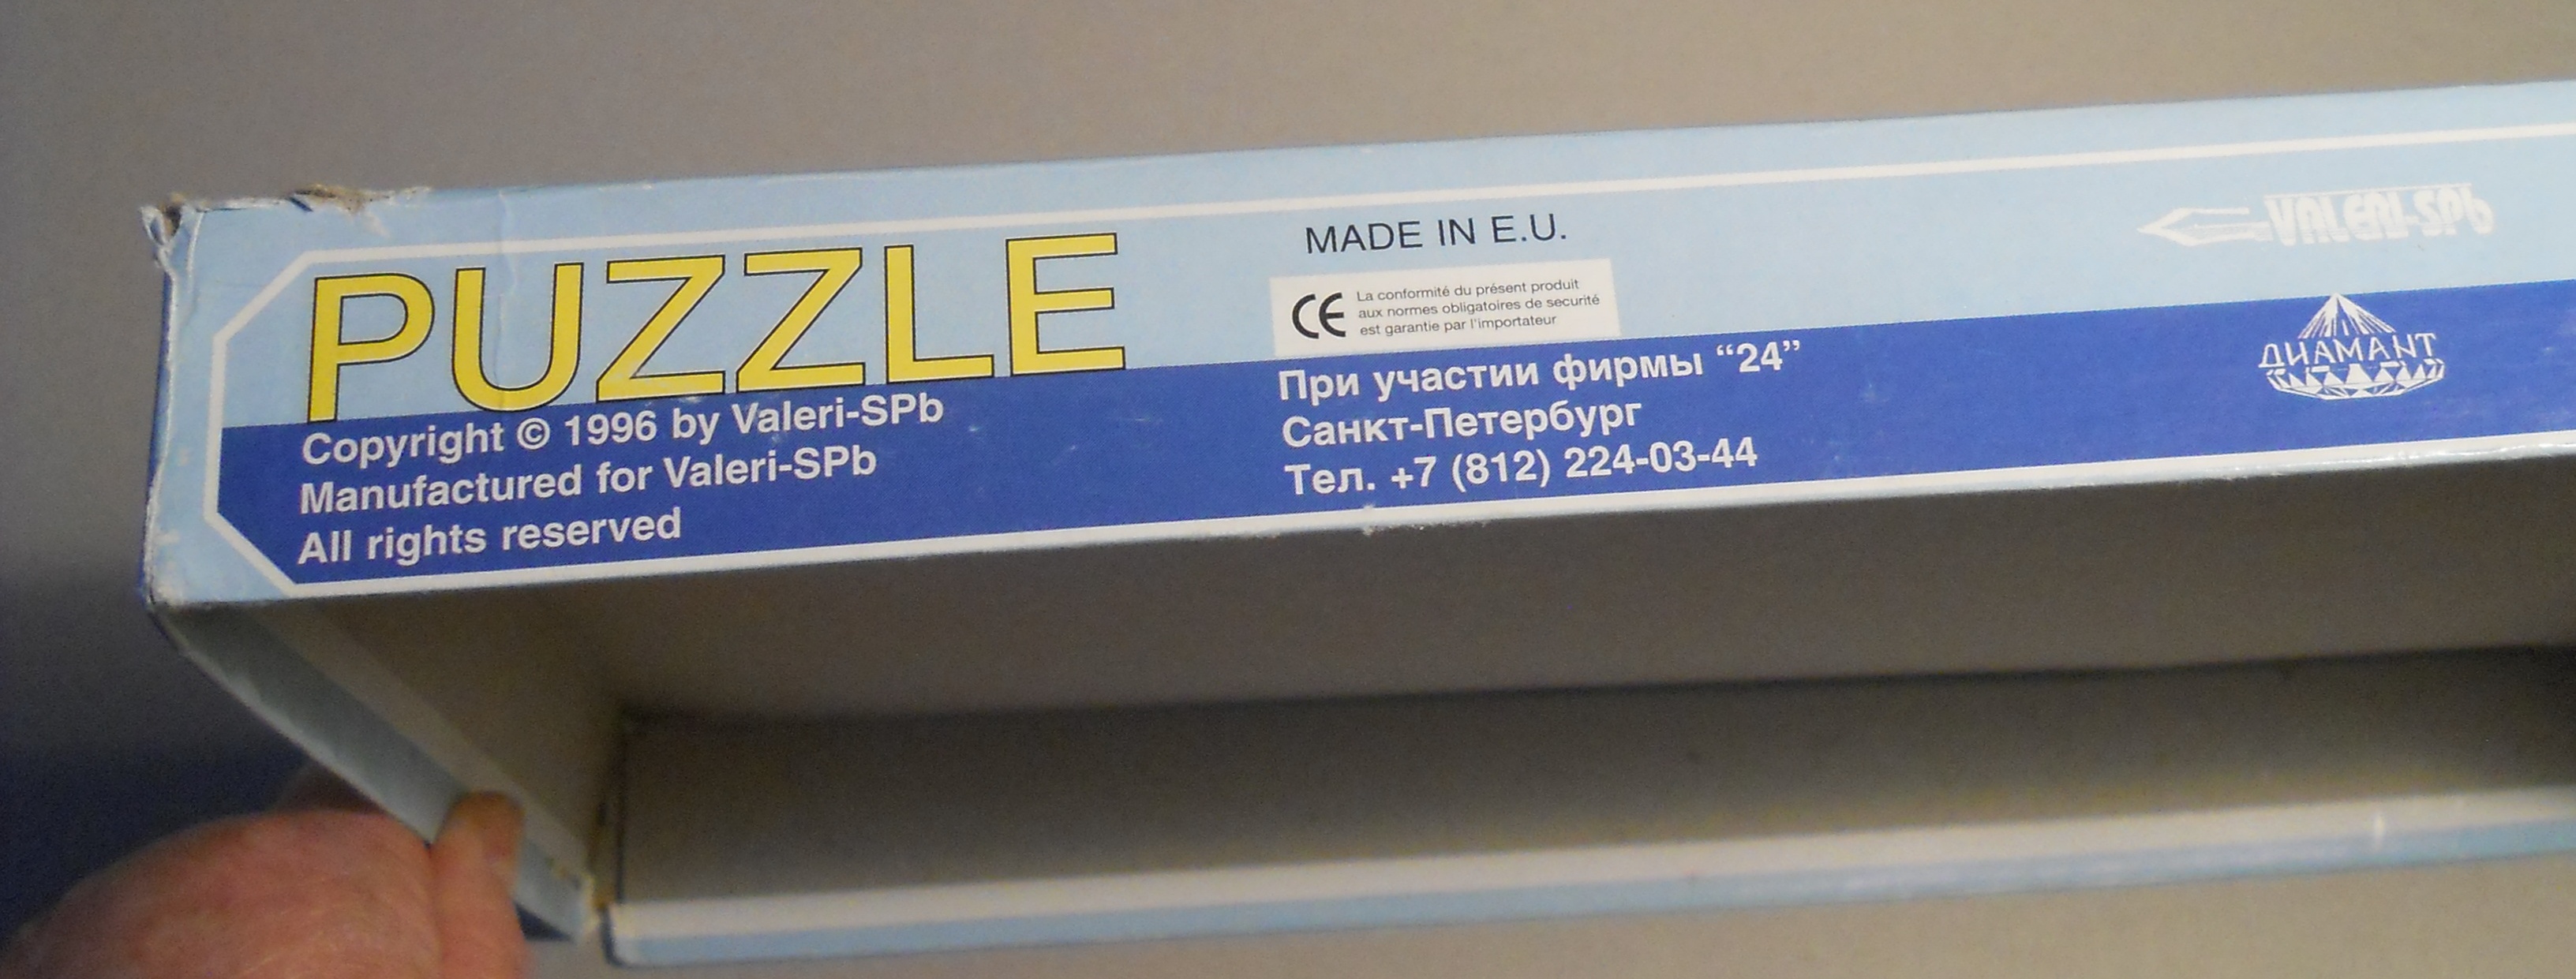 PUZZLE
Copyright © 1996 by Valeri-SPb
Manufactured for Valeri-SPb
All rights reserved
MADE IN E.U.
CE
La conformité du présent produit
aux normes obligatoires de securité
est garantie par l'importateur
При участии фирмы “24”
Санкт-Петербург
Тел. +7 (812) 224-03-44
VALERI-SPb
ДИАМАНТ